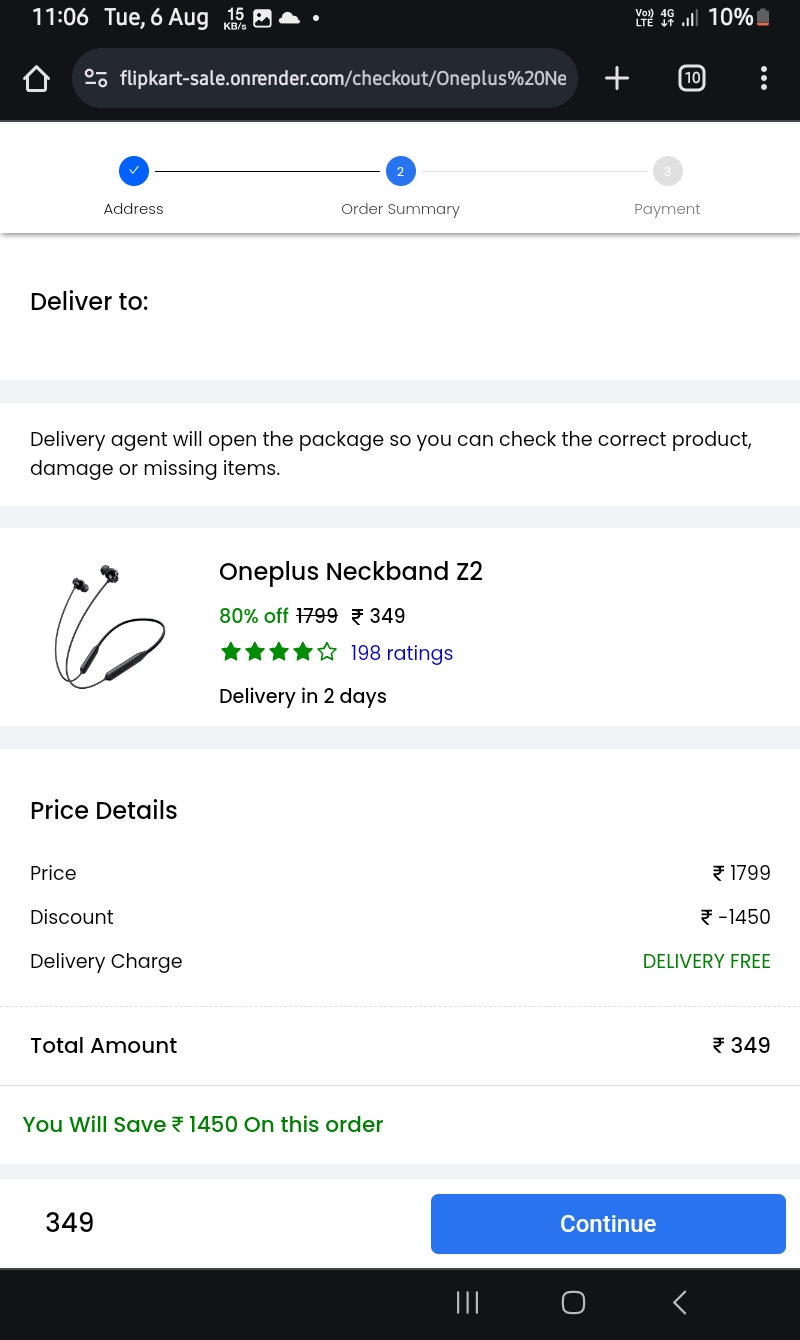 11:06 Tue, 6 Aug 15 KB/s Vo)) LTE 4G 10%
flipkart-sale.onrender.com/checkout/Oneplus%20Ne 10
✓ 2 3
Address Order Summary Payment
Deliver to:
Delivery agent will open the package so you can check the correct product,
damage or missing items.
Oneplus Neckband Z2
80% off 1799 ₹ 349
198 ratings
Delivery in 2 days
Price Details
Price ₹ 1799
Discount ₹ -1450
Delivery Charge DELIVERY FREE
Total Amount ₹ 349
You Will Save ₹ 1450 On this order
349 Continue